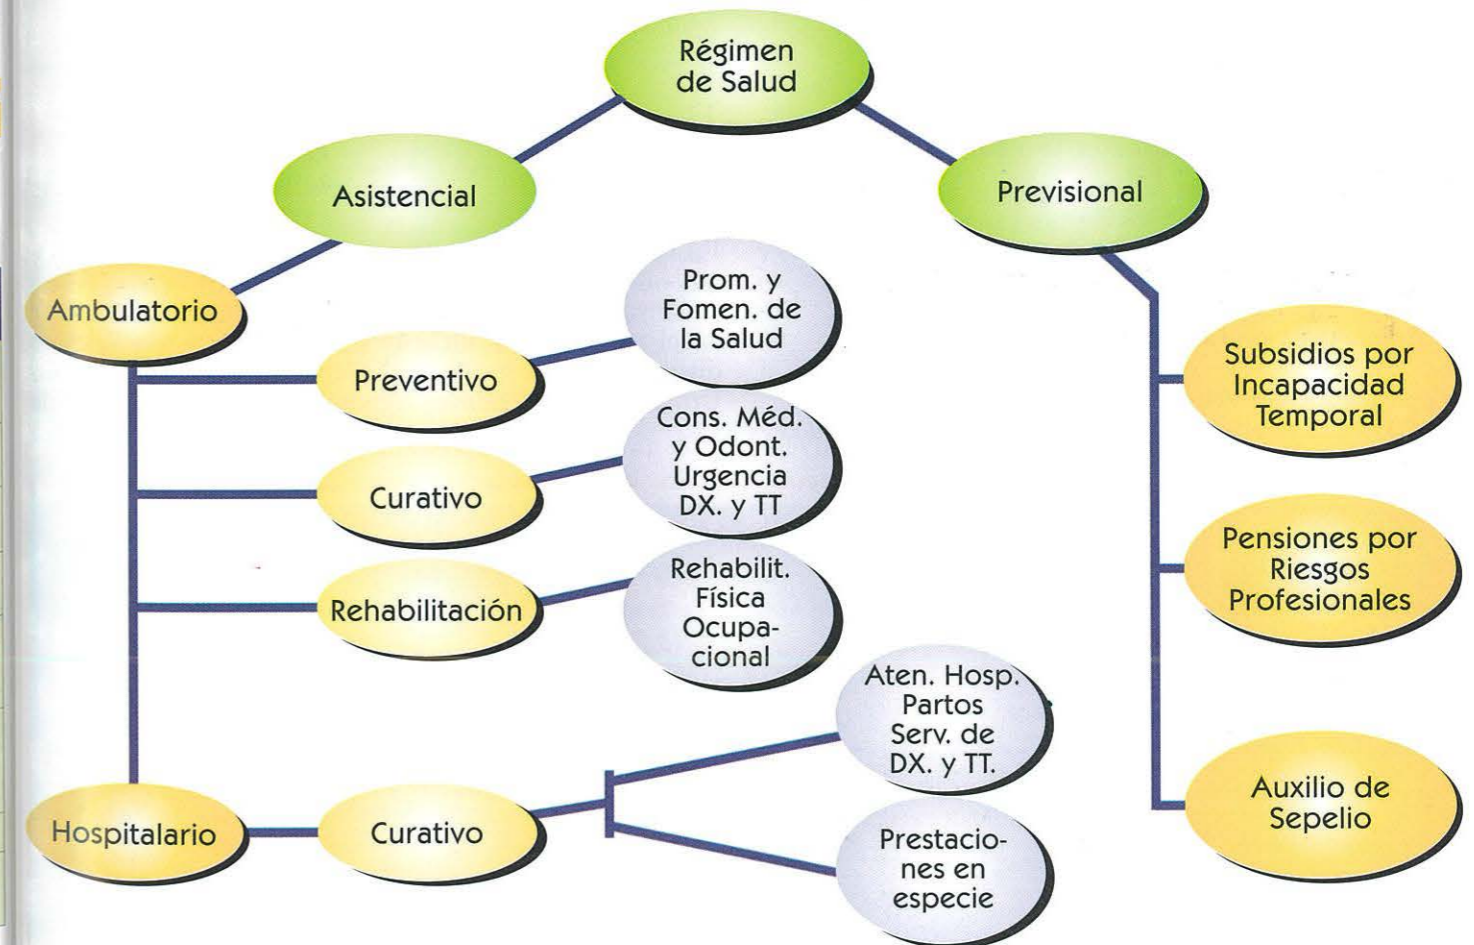 Régimen
de Salud
Asistencial
Previsional
Ambulatorio
Preventivo
Prom. y
Fomen. de
la Salud
Curativo
Cons. Méd.
y Odont.
Urgencia
DX. y TT
Rehabilitación
Rehabilit.
Física
Ocupa-
cional
Hospitalario
Curativo
Aten. Hosp.
Partos
Serv. de
DX. y TT.
Prestacio-
nes en
especie
Subsidios por
Incapacidad
Temporal
Pensiones por
Riesgos
Profesionales
Auxilio de
Sepelio